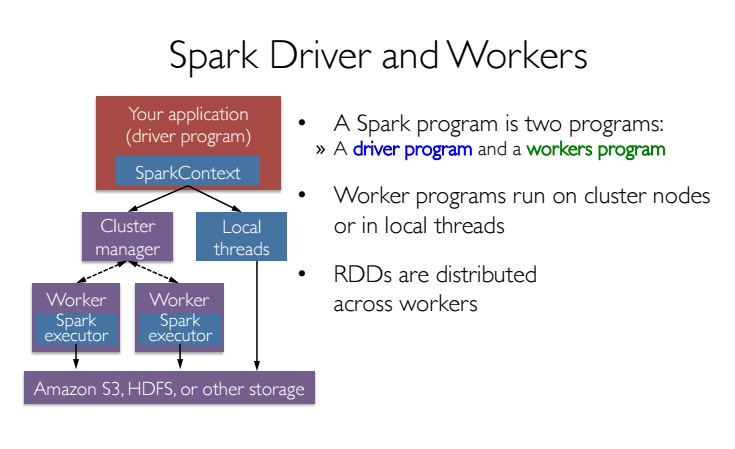 Spark Driver and Workers
Your application
(driver program)
SparkContext
Cluster
manager
Local
threads
Worker
Spark
executor
Worker
Spark
executor
Amazon S3, HDFS, or other storage
• A Spark program is two programs:
» A driver program and a workers program
• Worker programs run on cluster nodes
or in local threads
• RDDs are distributed
across workers